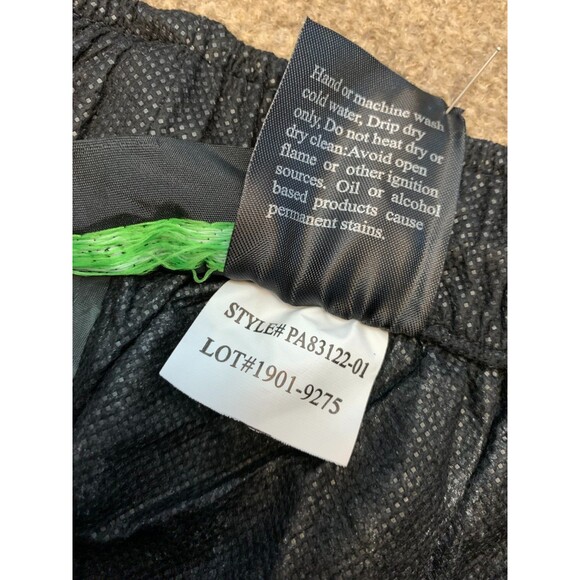 Hand or machine wash
cold water, Drip dry
only, Do not heat dry or
dry clean:Avoid open
flame or other ignition
sources. Oil or alcohol
based products cause
permanent stains.
STYLE# PA83122-01
LOT#1901-9275